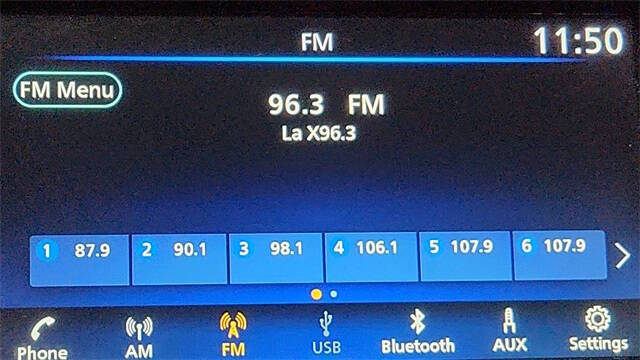 FM
11:50
FM Menu
96.3 FM
La X96.3
1 87.9 2 90.1 3 98.1 4 106.1 5 107.9 6 107.9
Phone AM FM USB Bluetooth AUX Settings